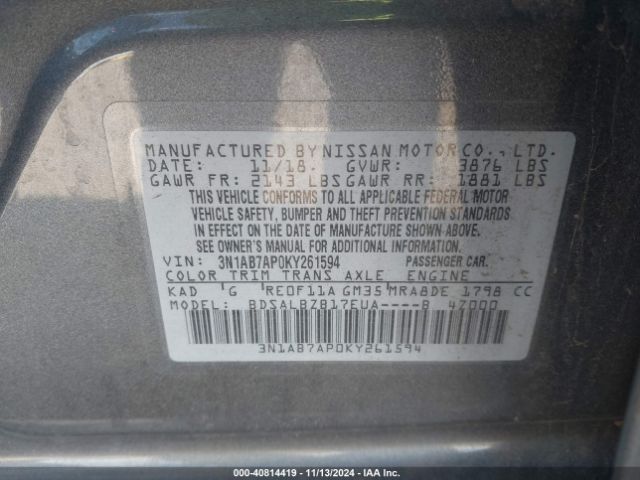 MANUFACTURED BY NISSAN MOTOR CO., LTD.
DATE: 11/18. GVWR: 3876 LBS
GAWR FR: 2143 LBS GAWR RR: 1881 LBS
THIS VEHICLE CONFORMS TO ALL APPLICABLE FEDERAL MOTOR
VEHICLE SAFETY, BUMPER AND THEFT PREVENTION STANDARDS
IN EFFECT ON THE DATE OF MANUFACTURE SHOWN ABOVE.
SEE OWNER'S MANUAL FOR ADDITIONAL INFORMATION.
VIN: 3N1AB7AP0KY261594 PASSENGER CAR.
COLOR TRIM TRANS AXLE ENGINE
KAD G RE0F11A GM35 MRA8DE 1798 CC
MODEL: BDSALBZB17EUA----B 47000
3N1AB7AP0KY261594
000-40814419 - 11/13/2024 - IAA Inc.